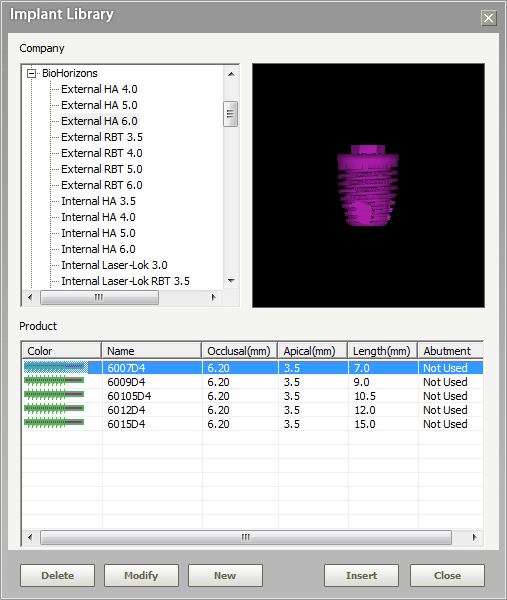 Implant Library
Company
BioHorizons
External HA 4.0
External HA 5.0
External HA 6.0
External RBT 3.5
External RBT 4.0
External RBT 5.0
External RBT 6.0
Internal HA 3.5
Internal HA 4.0
Internal HA 5.0
Internal HA 6.0
Internal Laser-Lok 3.0
Internal Laser-Lok RBT 3.5
Product
Color Name Occlusal(mm) Apical(mm) Length(mm) Abutment
6007D4 6.20 3.5 7.0 Not Used
6009D4 6.20 3.5 9.0 Not Used
60105D4 6.20 3.5 10.5 Not Used
6012D4 6.20 3.5 12.0 Not Used
6015D4 6.20 3.5 15.0 Not Used
Delete Modify New Insert Close